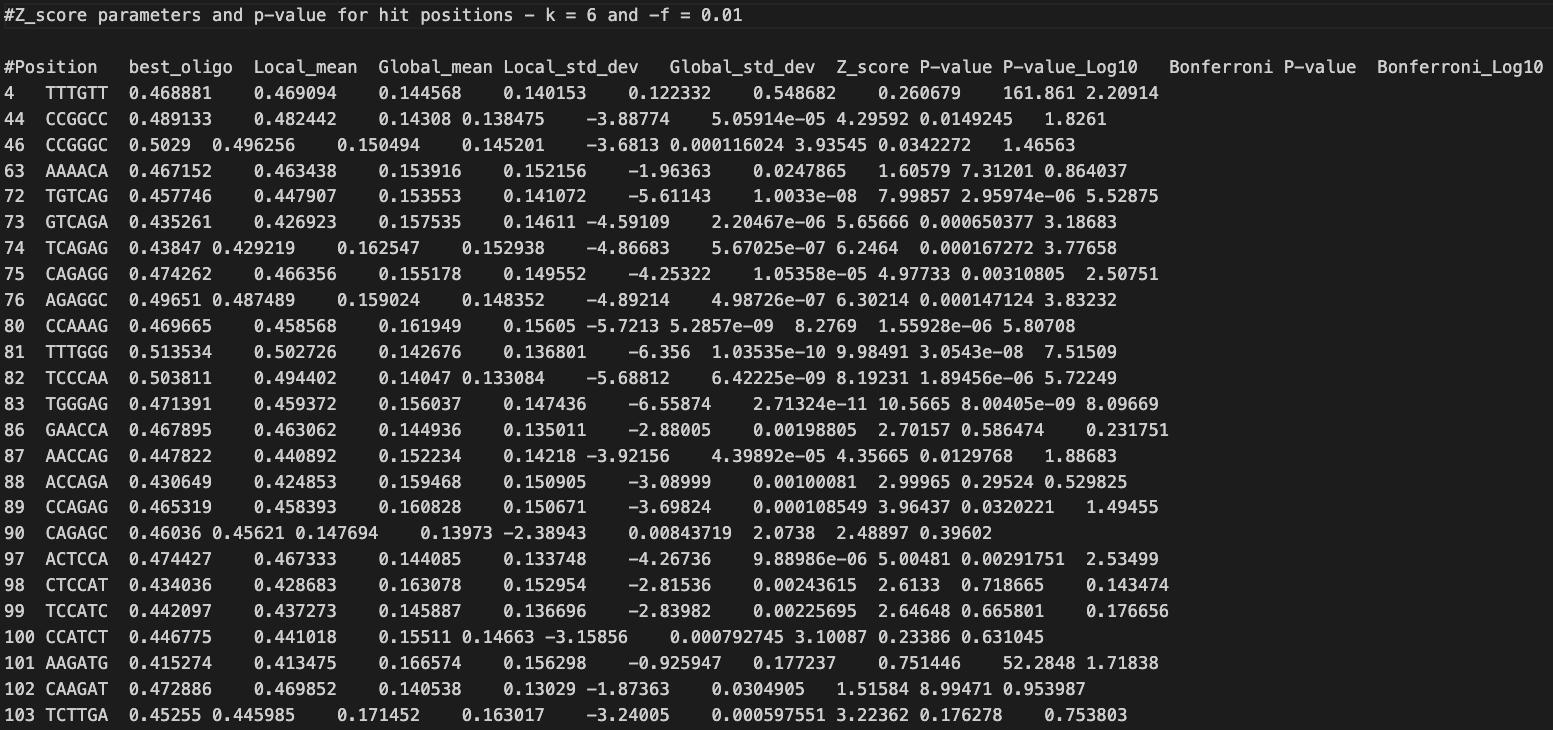 #Z_score parameters and p-value for hit positions - k = 6 and -f = 0.01
#Position best_oligo Local_mean Global_mean Local_std_dev Global_std_dev Z_score P-value P-value_Log10 Bonferroni P-value Bonferroni_Log10
4 TTTGTT 0.468881 0.469094 0.144568 0.140153 0.122332 0.548682 0.260679 161.861 2.20914
44 CCGGCC 0.489133 0.482442 0.14308 0.138475 -3.88774 5.05914e-05 4.29592 0.0149245 1.8261
46 CCGGGC 0.5029 0.496256 0.150494 0.145201 -3.6813 0.000116024 3.93545 0.0342272 1.46563
63 AAAACA 0.467152 0.463438 0.153916 0.152156 -1.96363 0.0247865 1.60579 7.31201 0.864037
72 TGTCAG 0.457746 0.447907 0.153553 0.141072 -5.61143 1.0033e-08 7.99857 2.95974e-06 5.52875
73 GTCAGA 0.435261 0.426923 0.157535 0.14611 -4.59109 2.20467e-06 5.65666 0.000650377 3.18683
74 TCAGAG 0.43847 0.429219 0.162547 0.152938 -4.86683 5.67025e-07 6.2464 0.000167272 3.77658
75 CAGAGG 0.474262 0.466356 0.155178 0.149552 -4.25322 1.05358e-05 4.97733 0.00310805 2.50751
76 AGAGGC 0.49651 0.487489 0.159024 0.148352 -4.89214 4.98726e-07 6.30214 0.000147124 3.83232
80 CCAAAG 0.469665 0.458568 0.161949 0.15605 -5.7213 5.2857e-09 8.2769 1.55928e-06 5.80708
81 TTTGGG 0.513534 0.502726 0.142676 0.136801 -6.356 1.03535e-10 9.98491 3.0543e-08 7.51509
82 TCCCAA 0.503811 0.494402 0.14047 0.133084 -5.68812 6.42225e-09 8.19231 1.89456e-06 5.72249
83 TGGGAG 0.471391 0.459372 0.156037 0.147436 -6.55874 2.71324e-11 10.5665 8.00405e-09 8.09669
86 GAACCA 0.467895 0.463062 0.144936 0.135011 -2.88005 0.00198805 2.70157 0.586474 0.231751
87 AACCAG 0.447822 0.440892 0.152234 0.14218 -3.92156 4.39892e-05 4.35665 0.0129768 1.88683
88 ACCAGA 0.430649 0.424853 0.159468 0.150905 -3.08999 0.00100081 2.99965 0.29524 0.529825
89 CCAGAG 0.465319 0.458393 0.160828 0.150671 -3.69824 0.000108549 3.96437 0.0320221 1.49455
90 CAGAGC 0.46036 0.45621 0.147694 0.13973 -2.38943 0.00843719 2.0738 2.48897 0.39602
97 ACTCCA 0.474427 0.467333 0.144085 0.133748 -4.26736 9.88986e-06 5.00481 0.00291751 2.53499
98 CTCCAT 0.434036 0.428683 0.163078 0.152954 -2.81536 0.00243615 2.6133 0.718665 0.143474
99 TCCATC 0.442097 0.437273 0.145887 0.136696 -2.83982 0.00225695 2.64648 0.665801 0.176656
100 CCATCT 0.446775 0.441018 0.15511 0.14663 -3.15856 0.000792745 3.10087 0.23386 0.631045
101 AAGATG 0.415274 0.413475 0.166574 0.156298 -0.925947 0.177237 0.751446 52.2848 1.71838
102 CAAGAT 0.472886 0.469852 0.140538 0.13029 -1.87363 0.0304905 1.51584 8.99471 0.953987
103 TCTTGA 0.45255 0.445985 0.171452 0.163017 -3.24005 0.000597551 3.22362 0.176278 0.753803